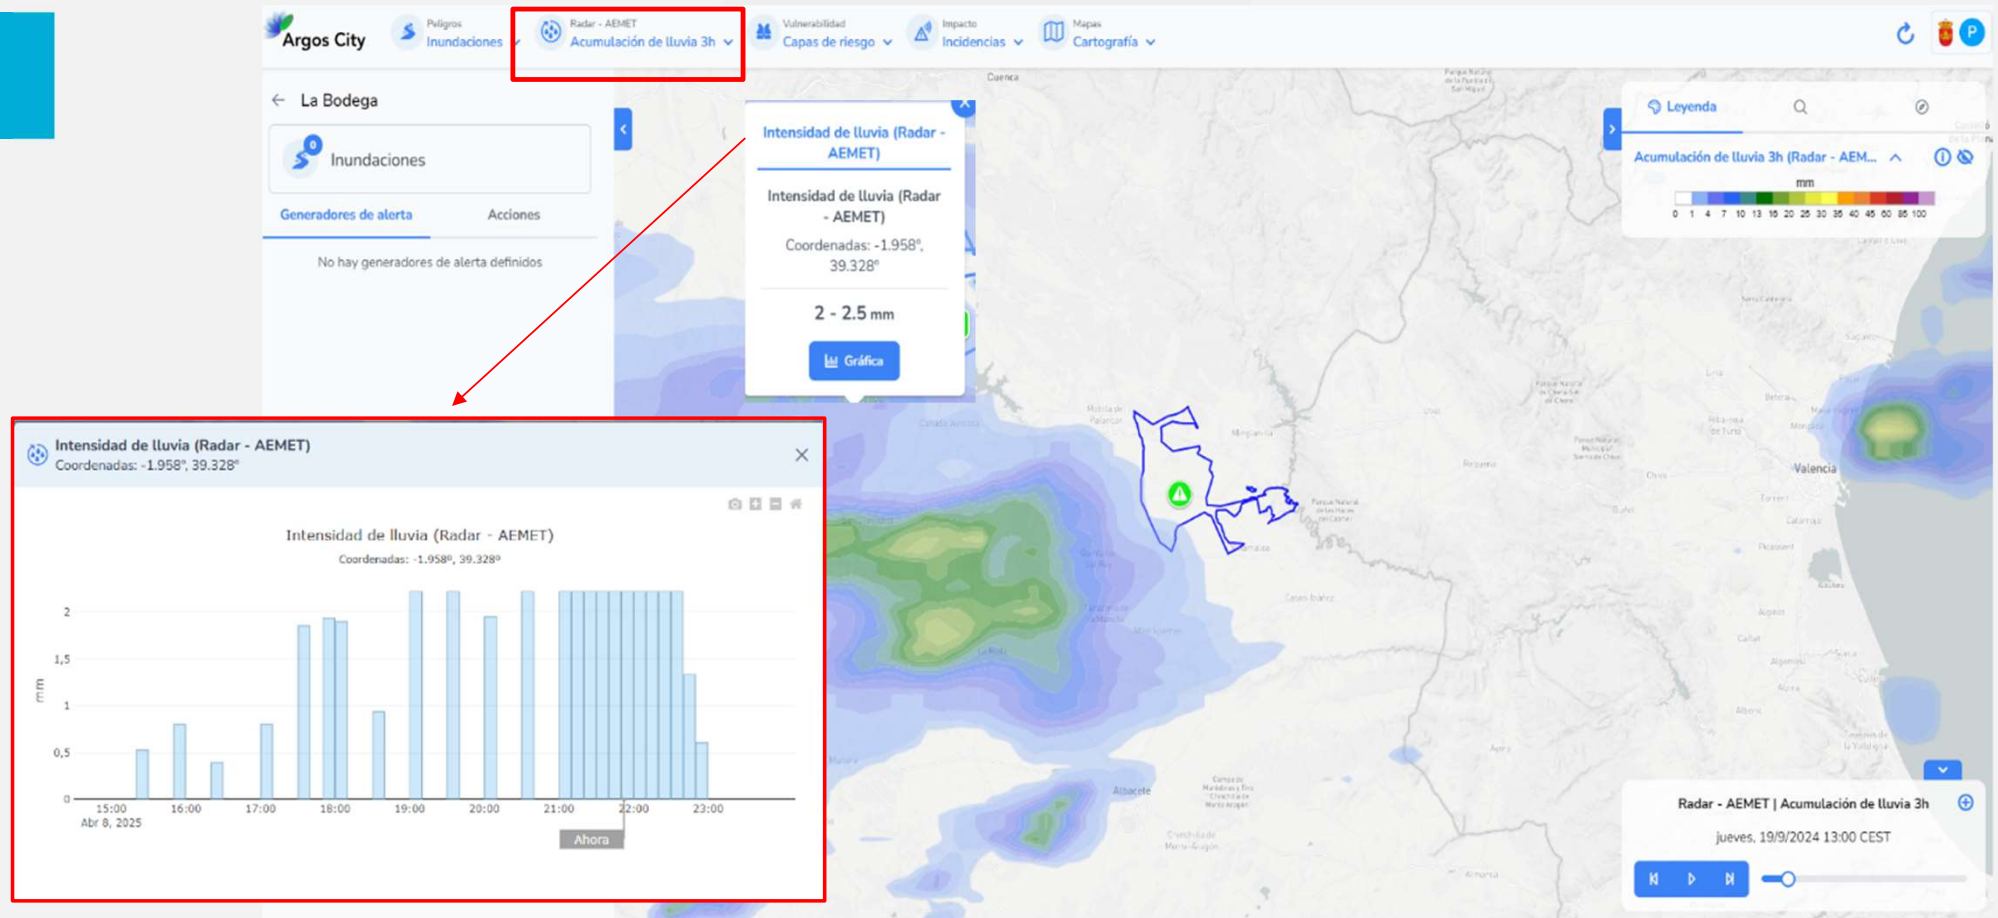 Argos City
Peligros
Inundaciones
Radar - AEMET
Acumulación de lluvia 3h
Vulnerabilidad
Capas de riesgo
Impacto
Incidencias
Mapas
Cartografía
P
La Bodega
0
Inundaciones
Generadores de alerta
Acciones
No hay generadores de alerta definidos
Intensidad de lluvia (Radar -
AEMET)
Intensidad de lluvia (Radar
- AEMET)
Coordenadas: -1.958°,
39.328°
2 - 2.5 mm
Gráfica
Leyenda
Acumulación de lluvia 3h (Radar - AEM...
mm
0 1 4 7 10 13 16 20 25 30 35 40 45 60 85 100
Cuenca
Valencia
Albacete
La Roda
Intensidad de lluvia (Radar - AEMET)
Coordenadas: -1.958°, 39.328°
Intensidad de lluvia (Radar - AEMET)
Coordenadas: -1.958º, 39.328º
2
1,5
mm
1
0,5
0
15:00 16:00 17:00 18:00 19:00 20:00 21:00 22:00 23:00
Abr 8, 2025
Ahora
Radar - AEMET | Acumulación de lluvia 3h
jueves, 19/9/2024 13:00 CEST